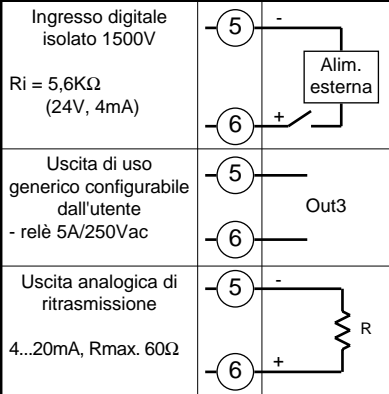 Ingresso digitale
isolato 1500V
Ri = 5,6KΩ
(24V, 4mA)
5
-
Alim.
esterna
6
+
Uscita di uso
generico configurabile
dall'utente
- relè 5A/250Vac
5
Out3
6
Uscita analogica di
ritrasmissione
4...20mA, Rmax. 60Ω
5
-
R
6
+